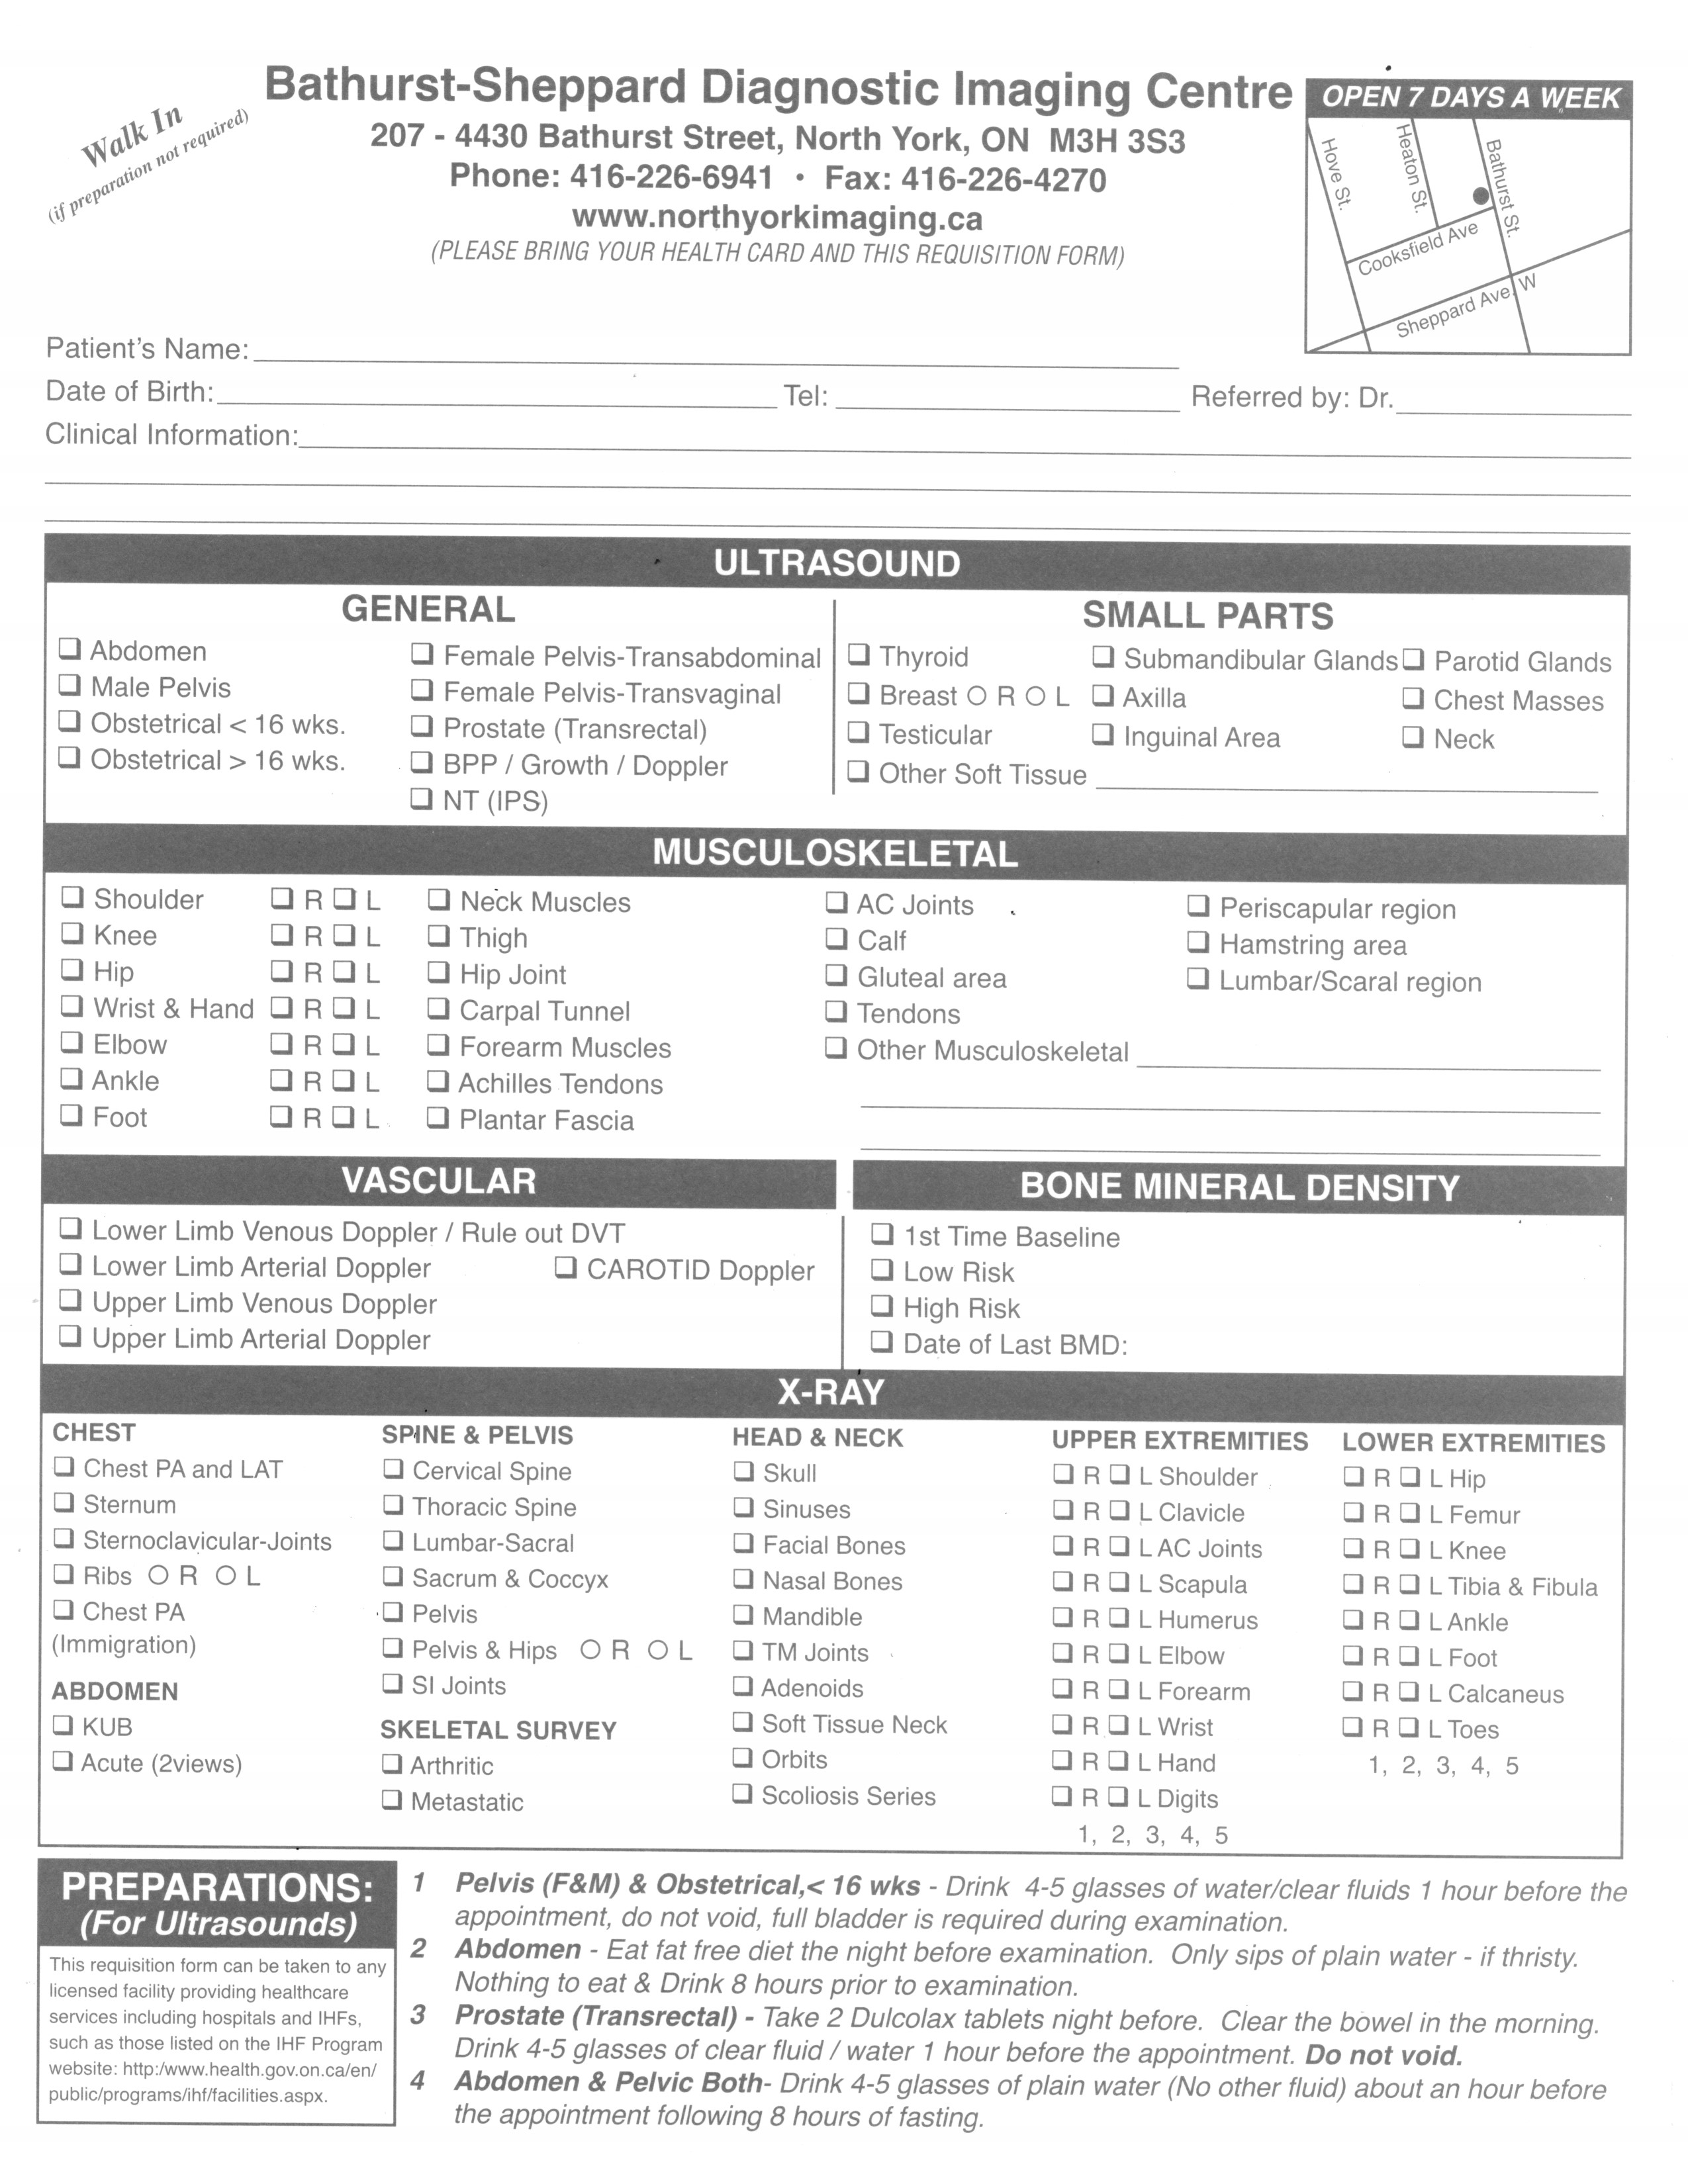 Walk In
(if preparation not required)
Bathurst-Sheppard Diagnostic Imaging Centre
207 - 4430 Bathurst Street, North York, ON M3H 3S3
Phone: 416-226-6941 • Fax: 416-226-4270
www.northyorkimaging.ca
(PLEASE BRING YOUR HEALTH CARD AND THIS REQUISITION FORM)
OPEN 7 DAYS A WEEK
Hove St.
Heaton St.
Bathurst St.
Cooksfield Ave
Sheppard Ave. W
Patient's Name:
Date of Birth: Tel: Referred by: Dr.
Clinical Information:
ULTRASOUND
GENERAL
❏ Abdomen ❏ Female Pelvis-Transabdominal
❏ Male Pelvis ❏ Female Pelvis-Transvaginal
❏ Obstetrical < 16 wks. ❏ Prostate (Transrectal)
❏ Obstetrical > 16 wks. ❏ BPP / Growth / Doppler
❏ NT (IPS)
SMALL PARTS
❏ Thyroid ❏ Submandibular Glands ❏ Parotid Glands
❏ Breast O R O L ❏ Axilla ❏ Chest Masses
❏ Testicular ❏ Inguinal Area ❏ Neck
❏ Other Soft Tissue
MUSCULOSKELETAL
❏ Shoulder ❏ R ❏ L ❏ Neck Muscles ❏ AC Joints ❏ Periscapular region
❏ Knee ❏ R ❏ L ❏ Thigh ❏ Calf ❏ Hamstring area
❏ Hip ❏ R ❏ L ❏ Hip Joint ❏ Gluteal area ❏ Lumbar/Scaral region
❏ Wrist & Hand ❏ R ❏ L ❏ Carpal Tunnel ❏ Tendons
❏ Elbow ❏ R ❏ L ❏ Forearm Muscles ❏ Other Musculoskeletal
❏ Ankle ❏ R ❏ L ❏ Achilles Tendons
❏ Foot ❏ R ❏ L ❏ Plantar Fascia
VASCULAR
❏ Lower Limb Venous Doppler / Rule out DVT
❏ Lower Limb Arterial Doppler ❏ CAROTID Doppler
❏ Upper Limb Venous Doppler
❏ Upper Limb Arterial Doppler
BONE MINERAL DENSITY
❏ 1st Time Baseline
❏ Low Risk
❏ High Risk
❏ Date of Last BMD:
X-RAY
CHEST
❏ Chest PA and LAT
❏ Sternum
❏ Sternoclavicular-Joints
❏ Ribs O R O L
❏ Chest PA
(Immigration)
ABDOMEN
❏ KUB
❏ Acute (2views)
SPINE & PELVIS
❏ Cervical Spine
❏ Thoracic Spine
❏ Lumbar-Sacral
❏ Sacrum & Coccyx
❏ Pelvis
❏ Pelvis & Hips O R O L
❏ SI Joints
SKELETAL SURVEY
❏ Arthritic
❏ Metastatic
HEAD & NECK
❏ Skull
❏ Sinuses
❏ Facial Bones
❏ Nasal Bones
❏ Mandible
❏ TM Joints
❏ Adenoids
❏ Soft Tissue Neck
❏ Orbits
❏ Scoliosis Series
UPPER EXTREMITIES
❏ R ❏ L Shoulder
❏ R ❏ L Clavicle
❏ R ❏ L AC Joints
❏ R ❏ L Scapula
❏ R ❏ L Humerus
❏ R ❏ L Elbow
❏ R ❏ L Forearm
❏ R ❏ L Wrist
❏ R ❏ L Hand
❏ R ❏ L Digits
1, 2, 3, 4, 5
LOWER EXTREMITIES
❏ R ❏ L Hip
❏ R ❏ L Femur
❏ R ❏ L Knee
❏ R ❏ L Tibia & Fibula
❏ R ❏ L Ankle
❏ R ❏ L Foot
❏ R ❏ L Calcaneus
❏ R ❏ L Toes
1, 2, 3, 4, 5
PREPARATIONS:
(For Ultrasounds)
This requisition form can be taken to any
licensed facility providing healthcare
services including hospitals and IHFs,
such as those listed on the IHF Program
website: http:/www.health.gov.on.ca/en/
public/programs/ihf/facilities.aspx.
1 Pelvis (F&M) & Obstetrical,< 16 wks - Drink 4-5 glasses of water/clear fluids 1 hour before the
appointment, do not void, full bladder is required during examination.
2 Abdomen - Eat fat free diet the night before examination. Only sips of plain water - if thristy.
Nothing to eat & Drink 8 hours prior to examination.
3 Prostate (Transrectal) - Take 2 Dulcolax tablets night before. Clear the bowel in the morning.
Drink 4-5 glasses of clear fluid / water 1 hour before the appointment. Do not void.
4 Abdomen & Pelvic Both- Drink 4-5 glasses of plain water (No other fluid) about an hour before
the appointment following 8 hours of fasting.